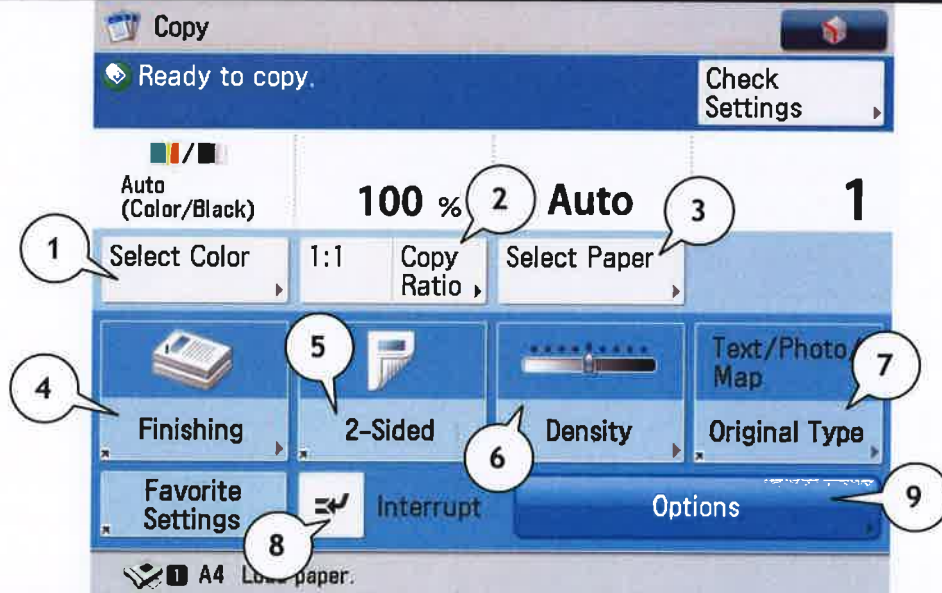 Copy
Ready to copy.
Check
Settings
Auto
(Color/Black)
100 %
Auto
1
2
3
1
Select Color
1:1
Copy
Ratio
Select Paper
5
Text/Photo/
Map
7
4
Finishing
2-Sided
Density
Original Type
6
Favorite
Settings
Interrupt
Options
9
8
1 A4 Load paper.